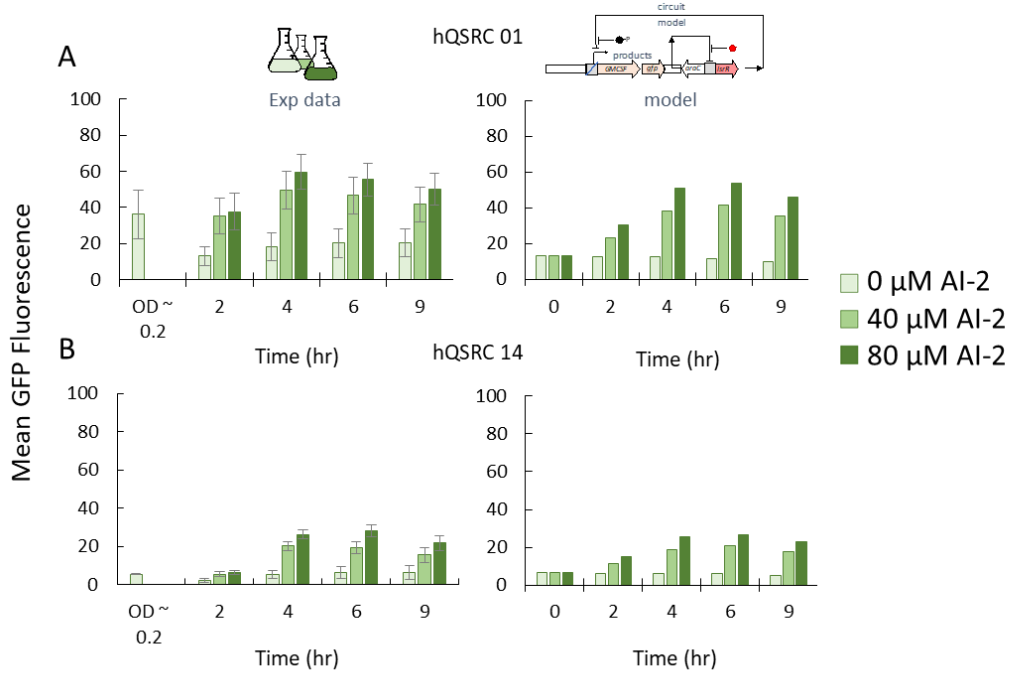 circuit
model
hQSRC 01
A
P
products
GMCSF
gfp
araC
lsrR
Exp data
model
Mean GFP Fluorescence
100
80
60
40
20
0
OD ~
0.2
2
4
6
9
Time (hr)
100
80
60
40
20
0
0
2
4
6
9
Time (hr)
0 μM AI-2
40 μM AI-2
80 μM AI-2
B
hQSRC 14
100
80
60
40
20
0
OD ~
0.2
2
4
6
9
Time (hr)
100
80
60
40
20
0
0
2
4
6
9
Time (hr)